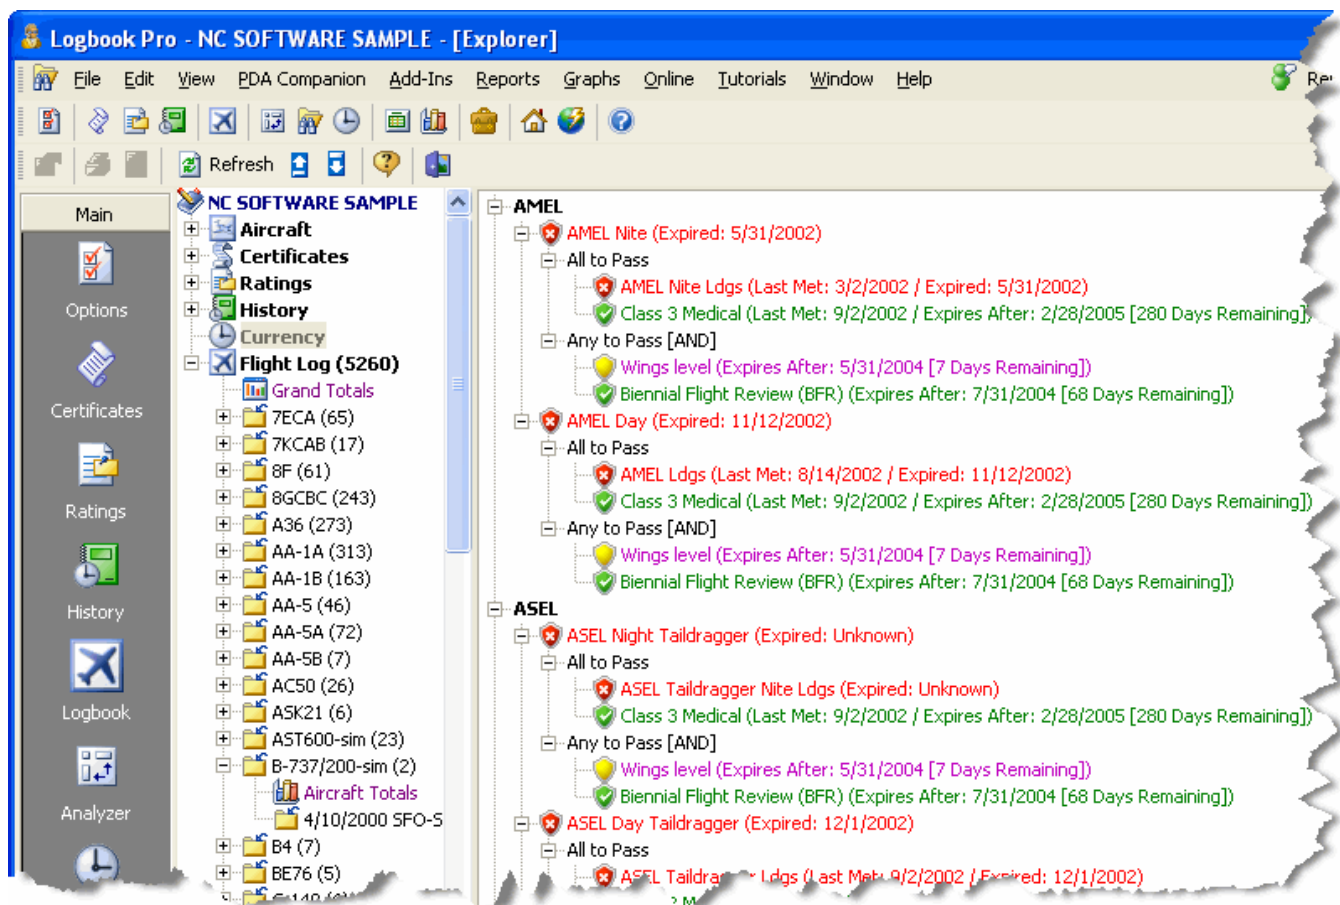 Logbook Pro - NC SOFTWARE SAMPLE - [Explorer]
File Edit View PDA Companion Add-Ins Reports Graphs Online Tutorials Window Help
Refresh
Main
Options
Certificates
Ratings
History
Logbook
Analyzer
NC SOFTWARE SAMPLE
Aircraft
Certificates
Ratings
History
Currency
Flight Log (5260)
Grand Totals
7ECA (65)
7KCAB (17)
8F (61)
8GCBC (243)
A36 (273)
AA-1A (313)
AA-1B (163)
AA-5 (46)
AA-5A (72)
AA-5B (7)
AC50 (26)
ASK21 (6)
AST600-sim (23)
B-737/200-sim (2)
Aircraft Totals
4/10/2000 SFO-S
B4 (7)
BE76 (5)
AMEL
AMEL Nite (Expired: 5/31/2002)
All to Pass
AMEL Nite Ldgs (Last Met: 3/2/2002 / Expired: 5/31/2002)
Class 3 Medical (Last Met: 9/2/2002 / Expires After: 2/28/2005 [280 Days Remaining])
Any to Pass [AND]
Wings level (Expires After: 5/31/2004 [7 Days Remaining])
Biennial Flight Review (BFR) (Expires After: 7/31/2004 [68 Days Remaining])
AMEL Day (Expired: 11/12/2002)
All to Pass
AMEL Ldgs (Last Met: 8/14/2002 / Expired: 11/12/2002)
Class 3 Medical (Last Met: 9/2/2002 / Expires After: 2/28/2005 [280 Days Remaining])
Any to Pass [AND]
Wings level (Expires After: 5/31/2004 [7 Days Remaining])
Biennial Flight Review (BFR) (Expires After: 7/31/2004 [68 Days Remaining])
ASEL
ASEL Night Taildragger (Expired: Unknown)
All to Pass
ASEL Taildragger Nite Ldgs (Expired: Unknown)
Class 3 Medical (Last Met: 9/2/2002 / Expires After: 2/28/2005 [280 Days Remaining])
Any to Pass [AND]
Wings level (Expires After: 5/31/2004 [7 Days Remaining])
Biennial Flight Review (BFR) (Expires After: 7/31/2004 [68 Days Remaining])
ASEL Day Taildragger (Expired: 12/1/2002)
All to Pass
ASEL Taildragger Ldgs (Last Met: 9/2/2002 / Expired: 12/1/2002)